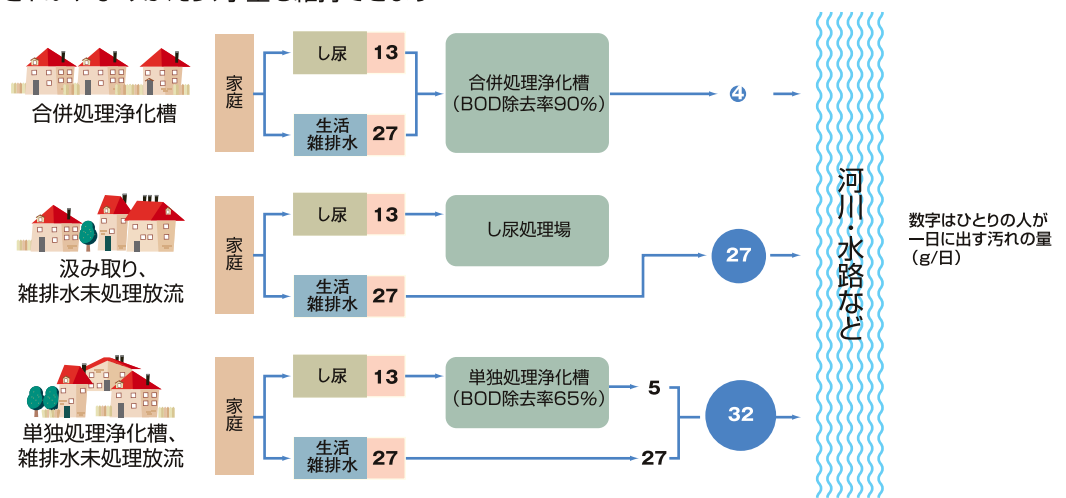 合併処理浄化槽
家庭
し尿 13
生活
雑排水 27
合併処理浄化槽
(BOD除去率90%)
4
汲み取り、
雑排水未処理放流
家庭
し尿 13
生活
雑排水 27
し尿処理場
27
単独処理浄化槽、
雑排水未処理放流
家庭
し尿 13
生活
雑排水 27
単独処理浄化槽
(BOD除去率65%)
5
27
32
河川・水路など
数字はひとりの人が
一日に出す汚れの量
(g/日)